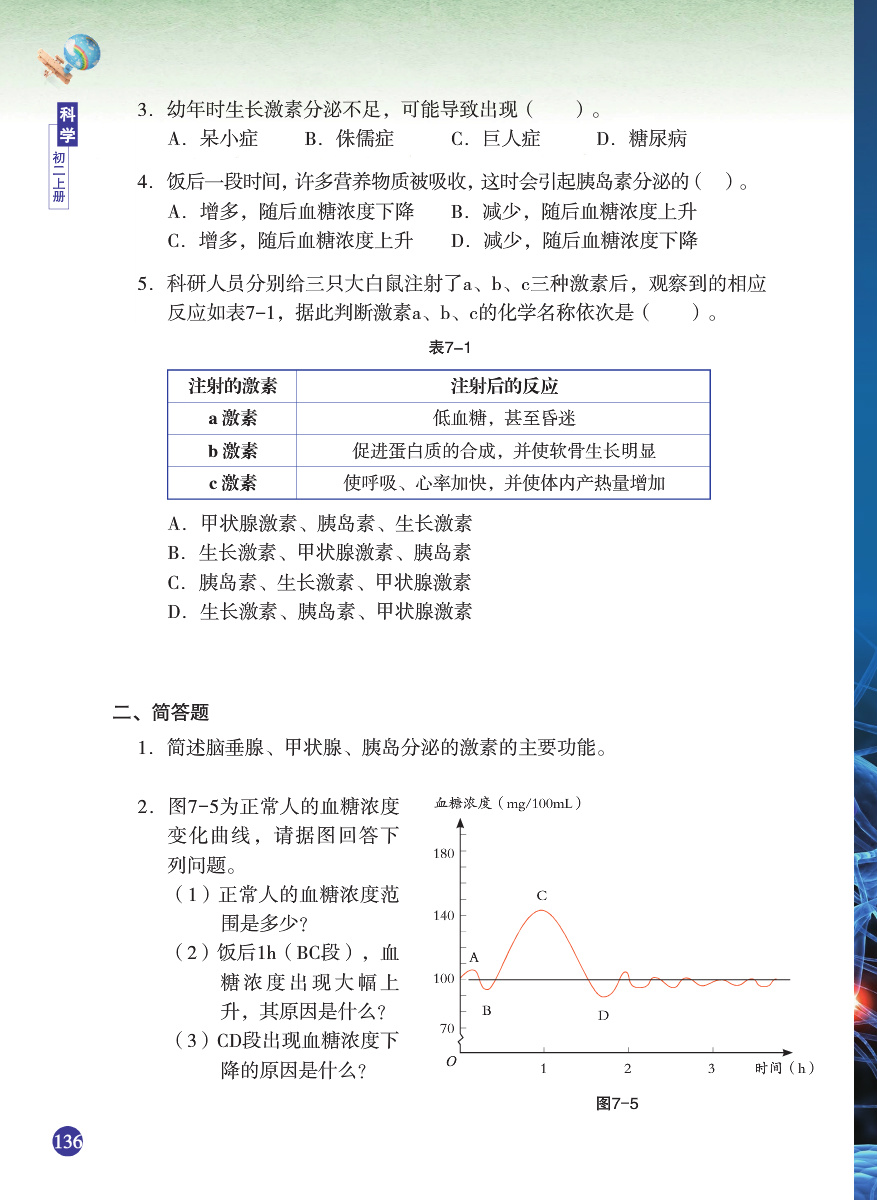 科学
初二上册
3．幼年时生长激素分泌不足，可能导致出现（　　）。
A．呆小症　　B．侏儒症　　C．巨人症　　D．糖尿病
4．饭后一段时间，许多营养物质被吸收，这时会引起胰岛素分泌的（　）。
A．增多，随后血糖浓度下降　　B．减少，随后血糖浓度上升
C．增多，随后血糖浓度上升　　D．减少，随后血糖浓度下降
5．科研人员分别给三只大白鼠注射了a、b、c三种激素后，观察到的相应
反应如表7-1，据此判断激素a、b、c的化学名称依次是（　　）。
表7-1
注射的激素　注射后的反应
a 激素　低血糖，甚至昏迷
b 激素　促进蛋白质的合成，并使软骨生长明显
c 激素　使呼吸、心率加快，并使体内产热量增加
A．甲状腺激素、胰岛素、生长激素
B．生长激素、甲状腺激素、胰岛素
C．胰岛素、生长激素、甲状腺激素
D．生长激素、胰岛素、甲状腺激素
二、简答题
1．简述脑垂腺、甲状腺、胰岛分泌的激素的主要功能。
2．图7-5为正常人的血糖浓度
变化曲线，请据图回答下
列问题。
（1）正常人的血糖浓度范
围是多少？
（2）饭后1h（BC段），血
糖浓度出现大幅上
升，其原因是什么？
（3）CD段出现血糖浓度下
降的原因是什么？
血糖浓度（mg/100mL）
180
C
140
A
100
B
D
70
O
1　2　3　时间（h）
图7-5
136